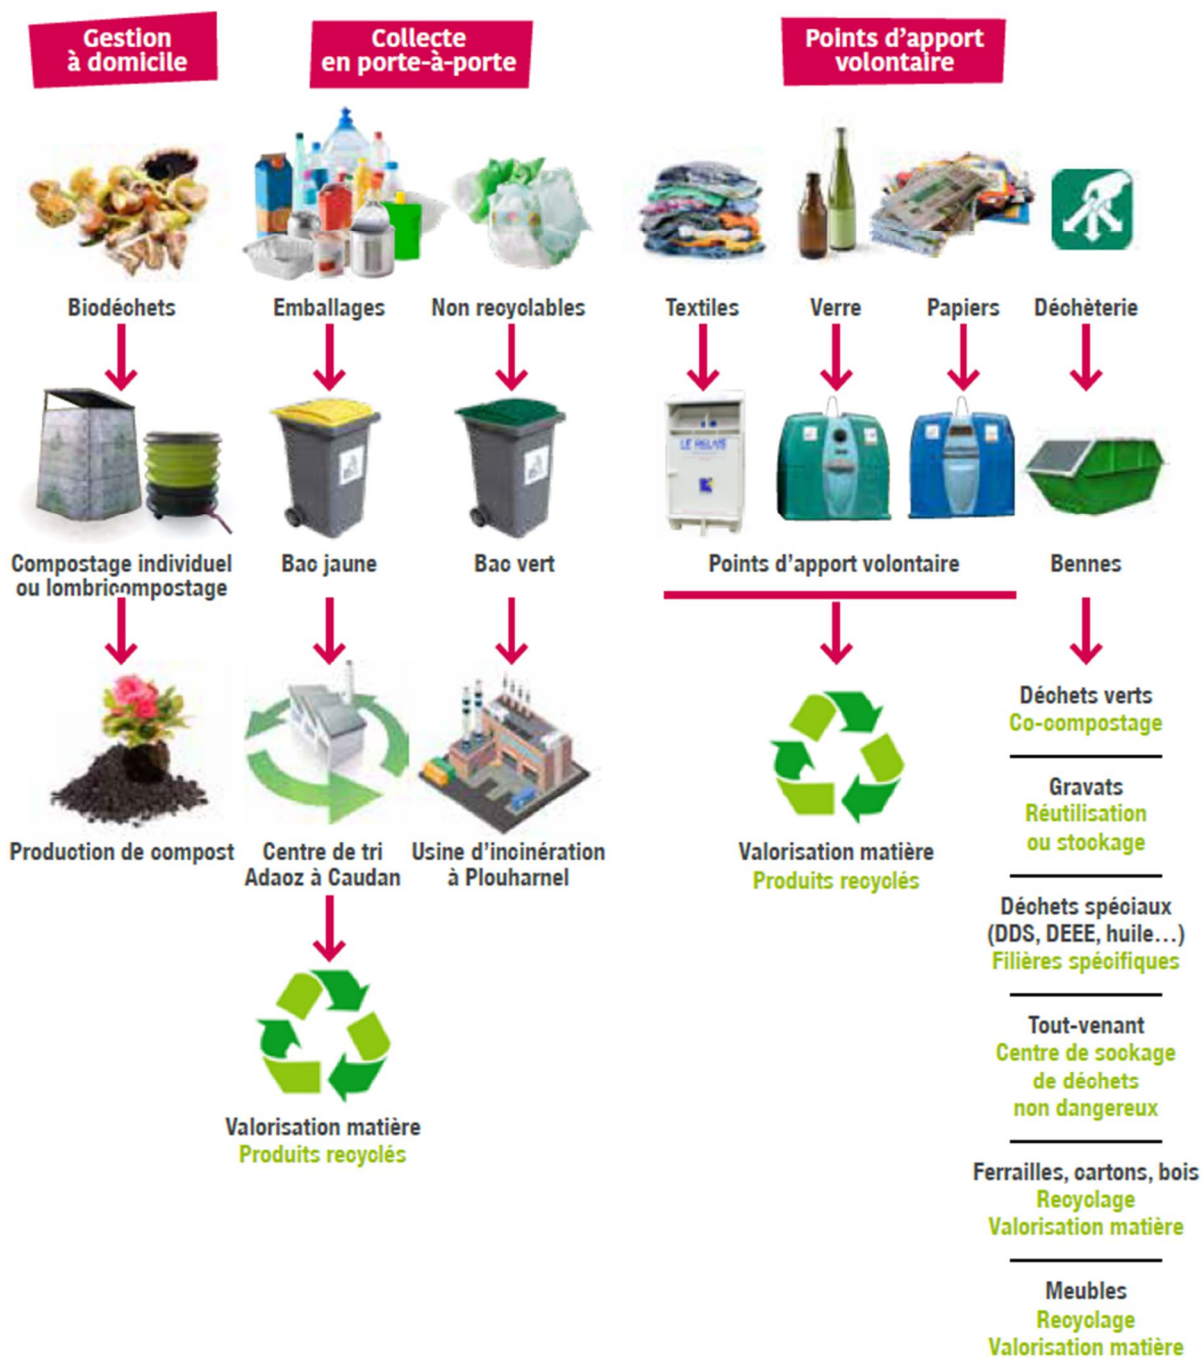 Gestion
à domicile
Collecte
en porte-à-porte
Points d'apport
volontaire
Biodéchets
Emballages
Non recyclables
Textiles
Verre
Papiers
Déchèterie
LE RELAIS
Compostage individuel
ou lombricompostage
Bac jaune
Bac vert
Points d'apport volontaire
Bennes
Production de compost
Centre de tri
Adaoz à Caudan
Valorisation matière
Produits recyclés
Usine d'incinération
à Plouharnel
Valorisation matière
Produits recyclés
Déchets verts
Co-compostage
Gravats
Réutilisation
ou stockage
Déchets spéciaux
(DDS, DEEE, huile…)
Filières spécifiques
Tout-venant
Centre de sockage
de déchets
non dangereux
Ferrailles, cartons, bois
Recyclage
Valorisation matière
Meubles
Recyclage
Valorisation matière